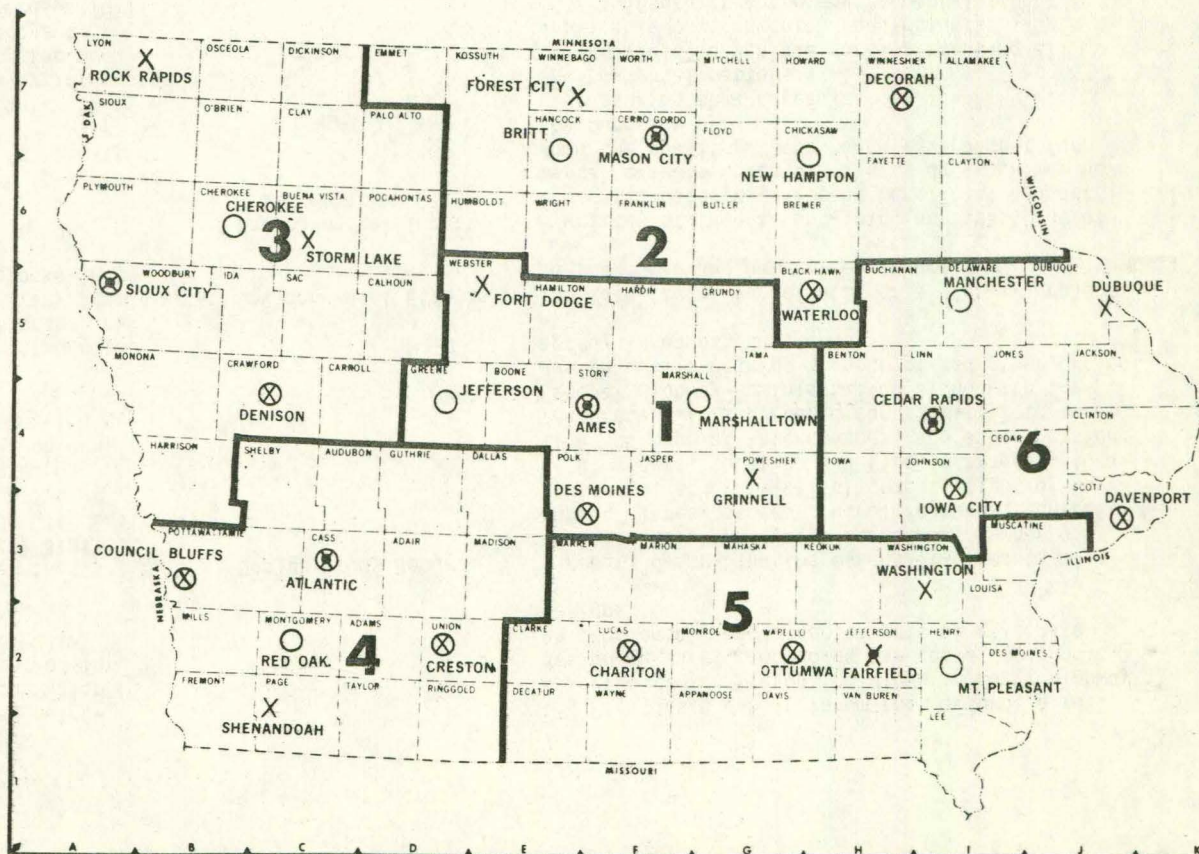 MINNESOTA
LYON
OSCEOLA
DICKINSON
EMMET
KOSSUTH
WINNEBAGO
WORTH
MITCHELL
HOWARD
WINNESHIEK
ALLAMAKEE
ROCK RAPIDS
FOREST CITY
DECORAH
7
SIOUX
O'BRIEN
CLAY
PALO ALTO
HANCOCK
CERRO GORDO
FLOYD
CHICKASAW
S. DAK.
BRITT
MASON CITY
NEW HAMPTON
FAYETTE
CLAYTON
WISCONSIN
PLYMOUTH
CHEROKEE
BUENA VISTA
POCAHONTAS
HUMBOLDT
WRIGHT
FRANKLIN
BUTLER
BREMER
6
CHEROKEE
3
STORM LAKE
2
WOODBURY
IDA
SAC
CALHOUN
WEBSTER
HAMILTON
HARDIN
GRUNDY
BLACK HAWK
BUCHANAN
DELAWARE
DUBUQUE
SIOUX CITY
FORT DODGE
WATERLOO
MANCHESTER
DUBUQUE
5
MONONA
CRAWFORD
CARROLL
GREENE
BOONE
STORY
MARSHALL
TAMA
BENTON
LINN
JONES
JACKSON
DENISON
JEFFERSON
AMES
1
MARSHALLTOWN
CEDAR RAPIDS
CLINTON
4
HARRISON
SHELBY
AUDUBON
GUTHRIE
DALLAS
POLK
JASPER
POWESHIEK
IOWA
JOHNSON
CEDAR
6
SCOTT
DES MOINES
GRINNELL
IOWA CITY
DAVENPORT
POTTAWATTAMIE
CASS
ADAIR
MADISON
WARREN
MARION
MAHASKA
KEOKUK
WASHINGTON
MUSCATINE
ILLINOIS
3
COUNCIL BLUFFS
ATLANTIC
WASHINGTON
LOUISA
NEBRASKA
MILLS
MONTGOMERY
ADAMS
UNION
CLARKE
LUCAS
MONROE
5
WAPELLO
JEFFERSON
HENRY
DES MOINES
2
RED OAK
4
CRESTON
CHARITON
OTTUMWA
FAIRFIELD
MT. PLEASANT
FREMONT
PAGE
TAYLOR
RINGGOLD
DECATUR
WAYNE
APPANOOSE
DAVIS
VAN BUREN
LEE
SHENANDOAH
MISSOURI
1
A B C D E F G H I J K